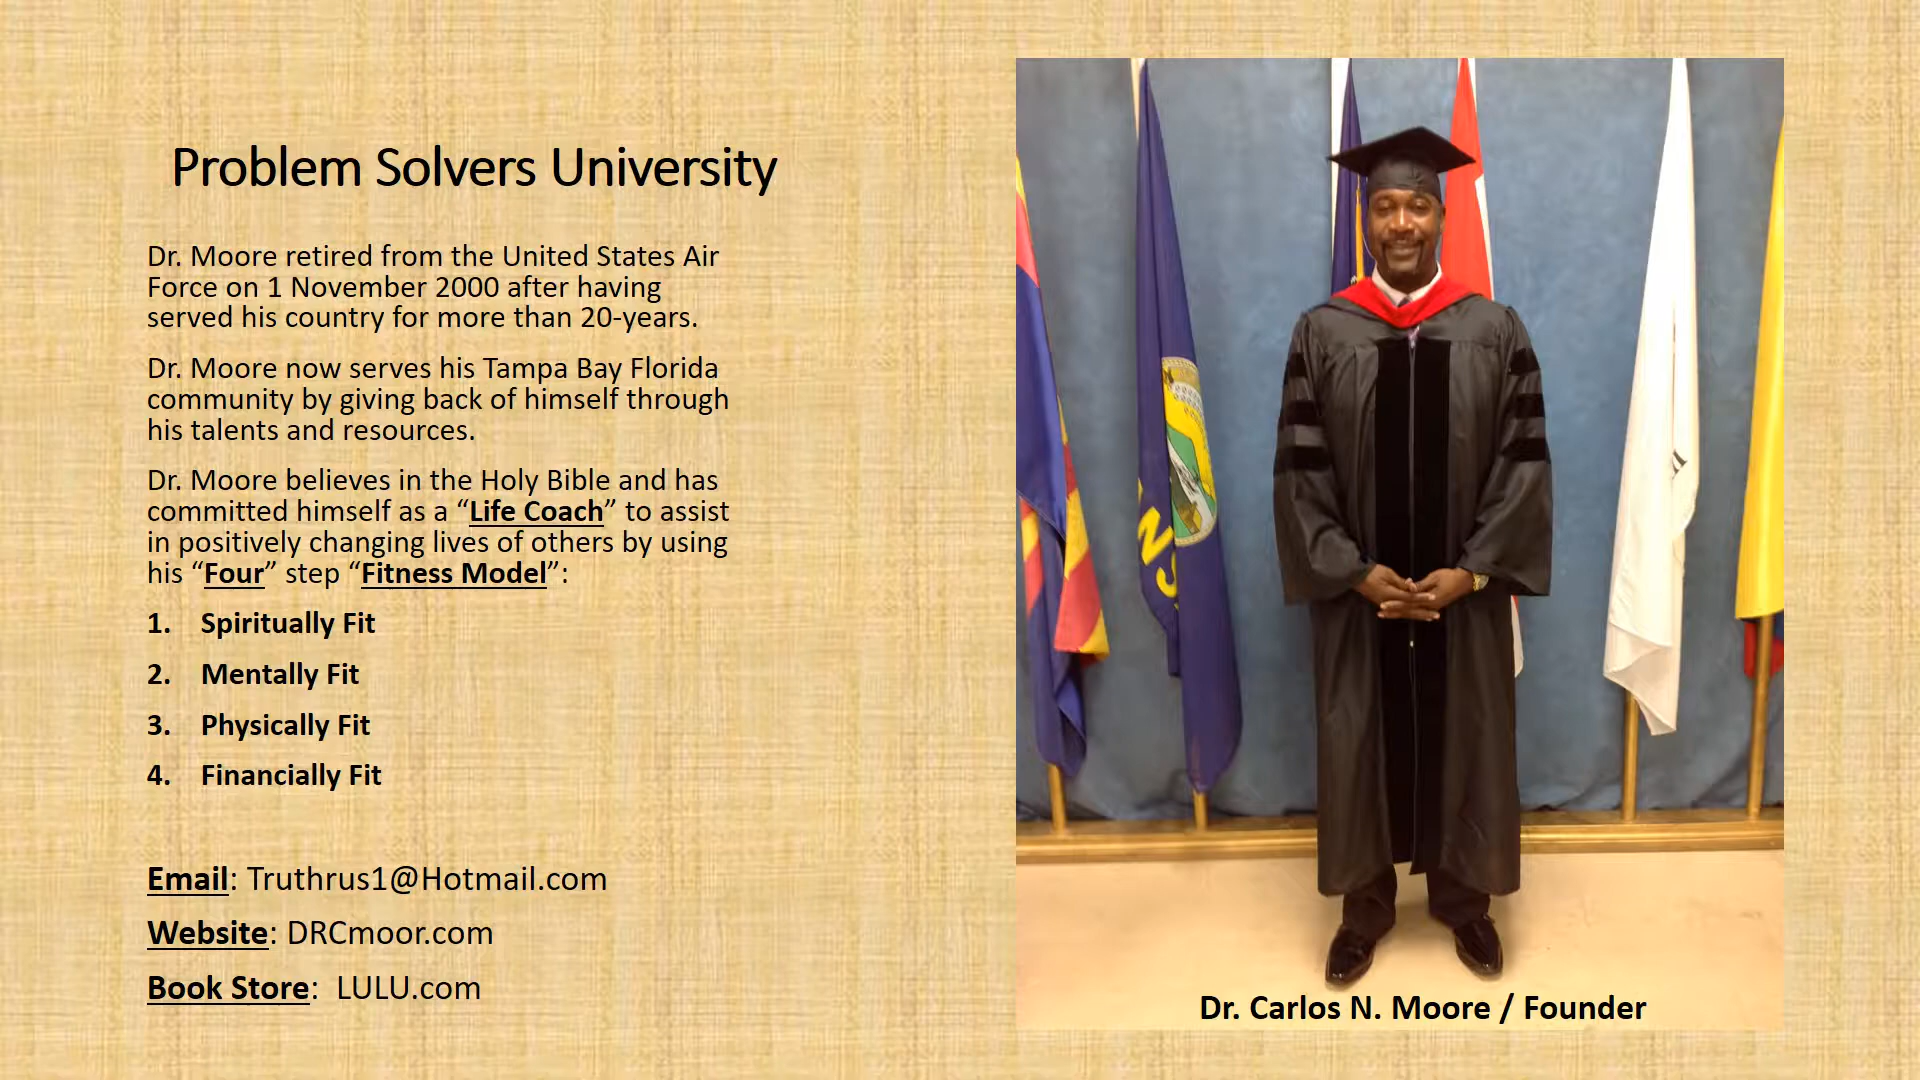 Problem Solvers University
Dr. Moore retired from the United States Air
Force on 1 November 2000 after having
served his country for more than 20-years.
Dr. Moore now serves his Tampa Bay Florida
community by giving back of himself through
his talents and resources.
Dr. Moore believes in the Holy Bible and has
committed himself as a “Life Coach” to assist
in positively changing lives of others by using
his “Four” step “Fitness Model”:
1. Spiritually Fit
2. Mentally Fit
3. Physically Fit
4. Financially Fit
Email: Truthrus1@Hotmail.com
Website: DRCmoor.com
Book Store: LULU.com
Dr. Carlos N. Moore / Founder